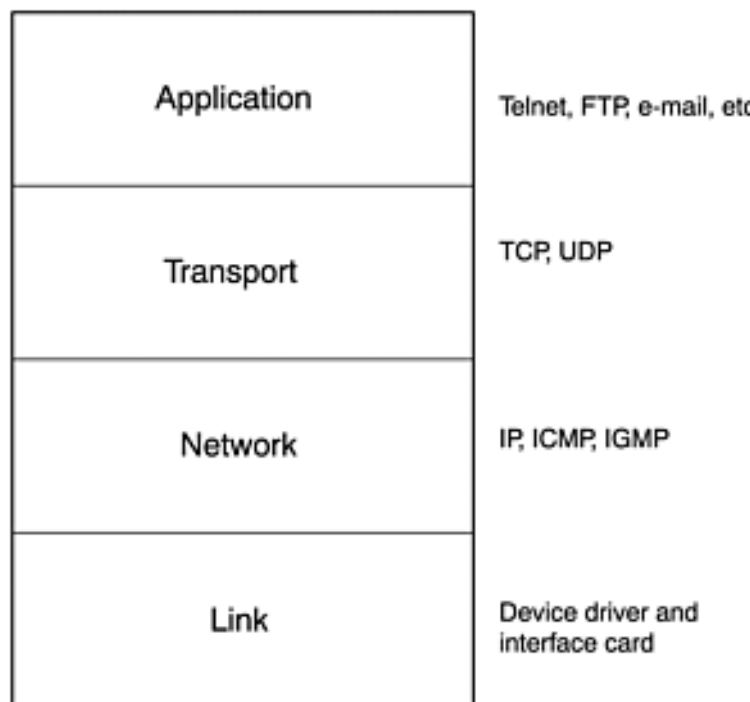 Application
Telnet, FTP, e-mail, etc
Transport
TCP, UDP
Network
IP, ICMP, IGMP
Link
Device driver and
interface card